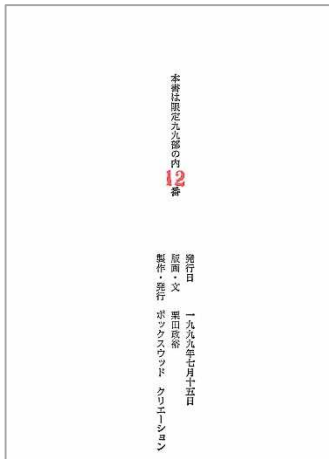 本書は限定九九部の内12番
発行日 一九九九年七月十五日
版画・文 栗田政裕
製作・発行 ボックスウッド クリエーション